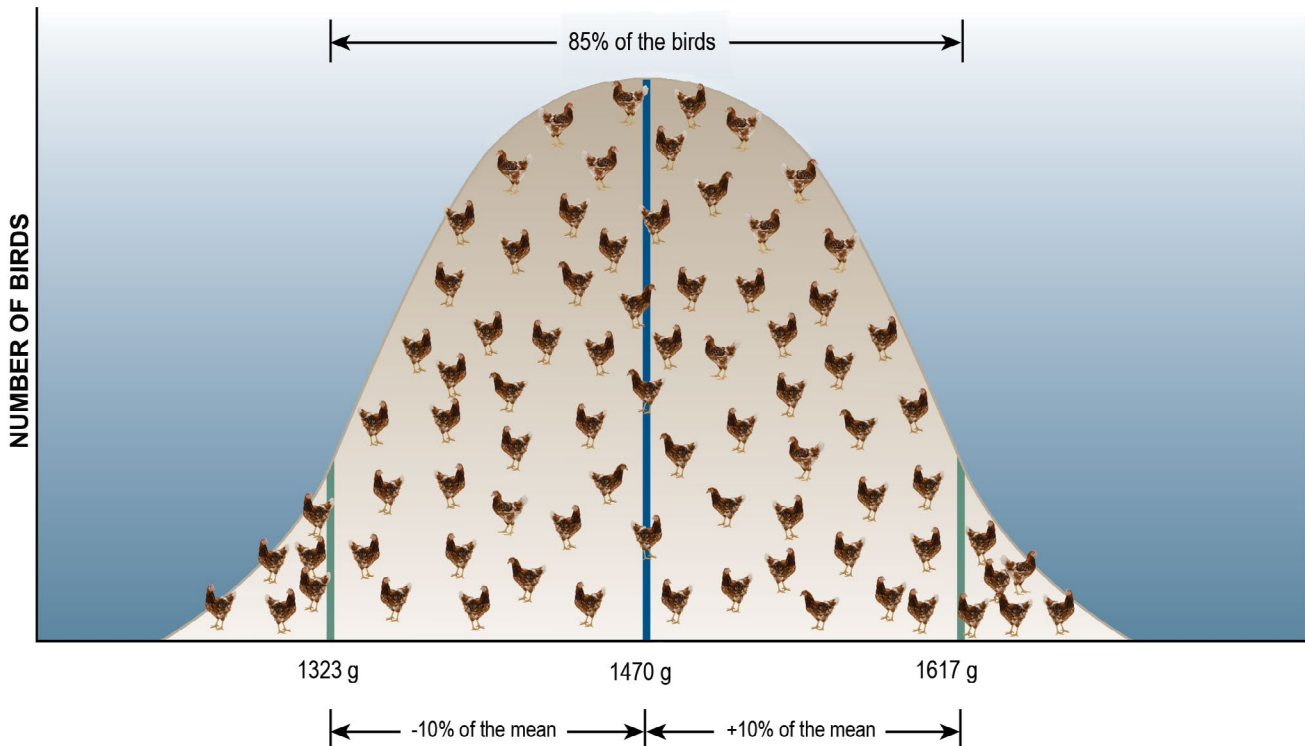 85% of the birds
NUMBER OF BIRDS
1323 g
1470 g
1617 g
-10% of the mean
+10% of the mean